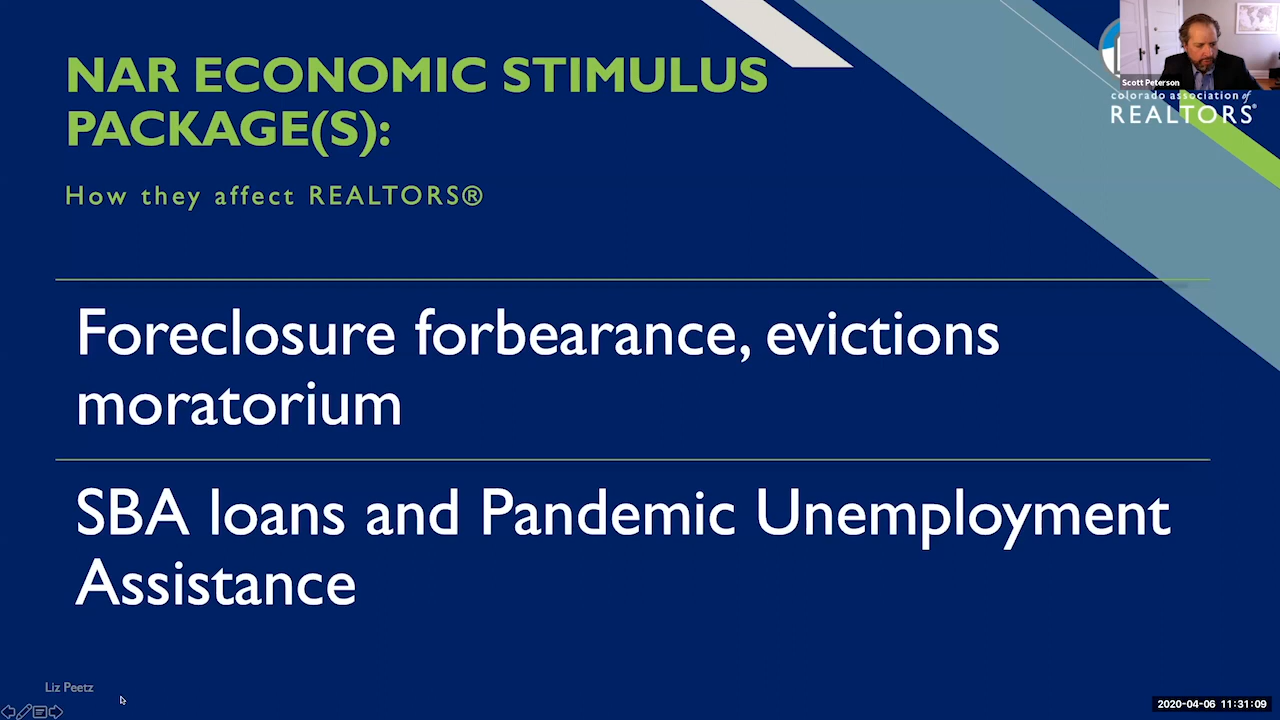 NAR ECONOMIC STIMULUS
PACKAGE(S):
How they affect REALTORS®
Scott Peterson
colorado association of
REALTORS®
Foreclosure forbearance, evictions
moratorium
SBA loans and Pandemic Unemployment
Assistance
Liz Peetz
2020-04-06 11:31:09